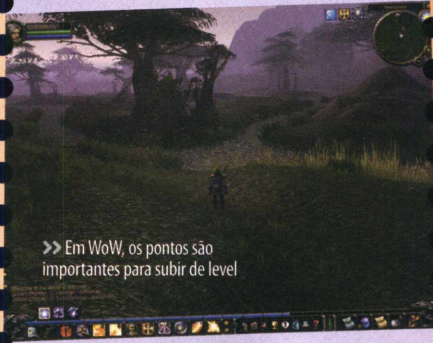 >> Em WoW, os pontos são
importantes para subir de level